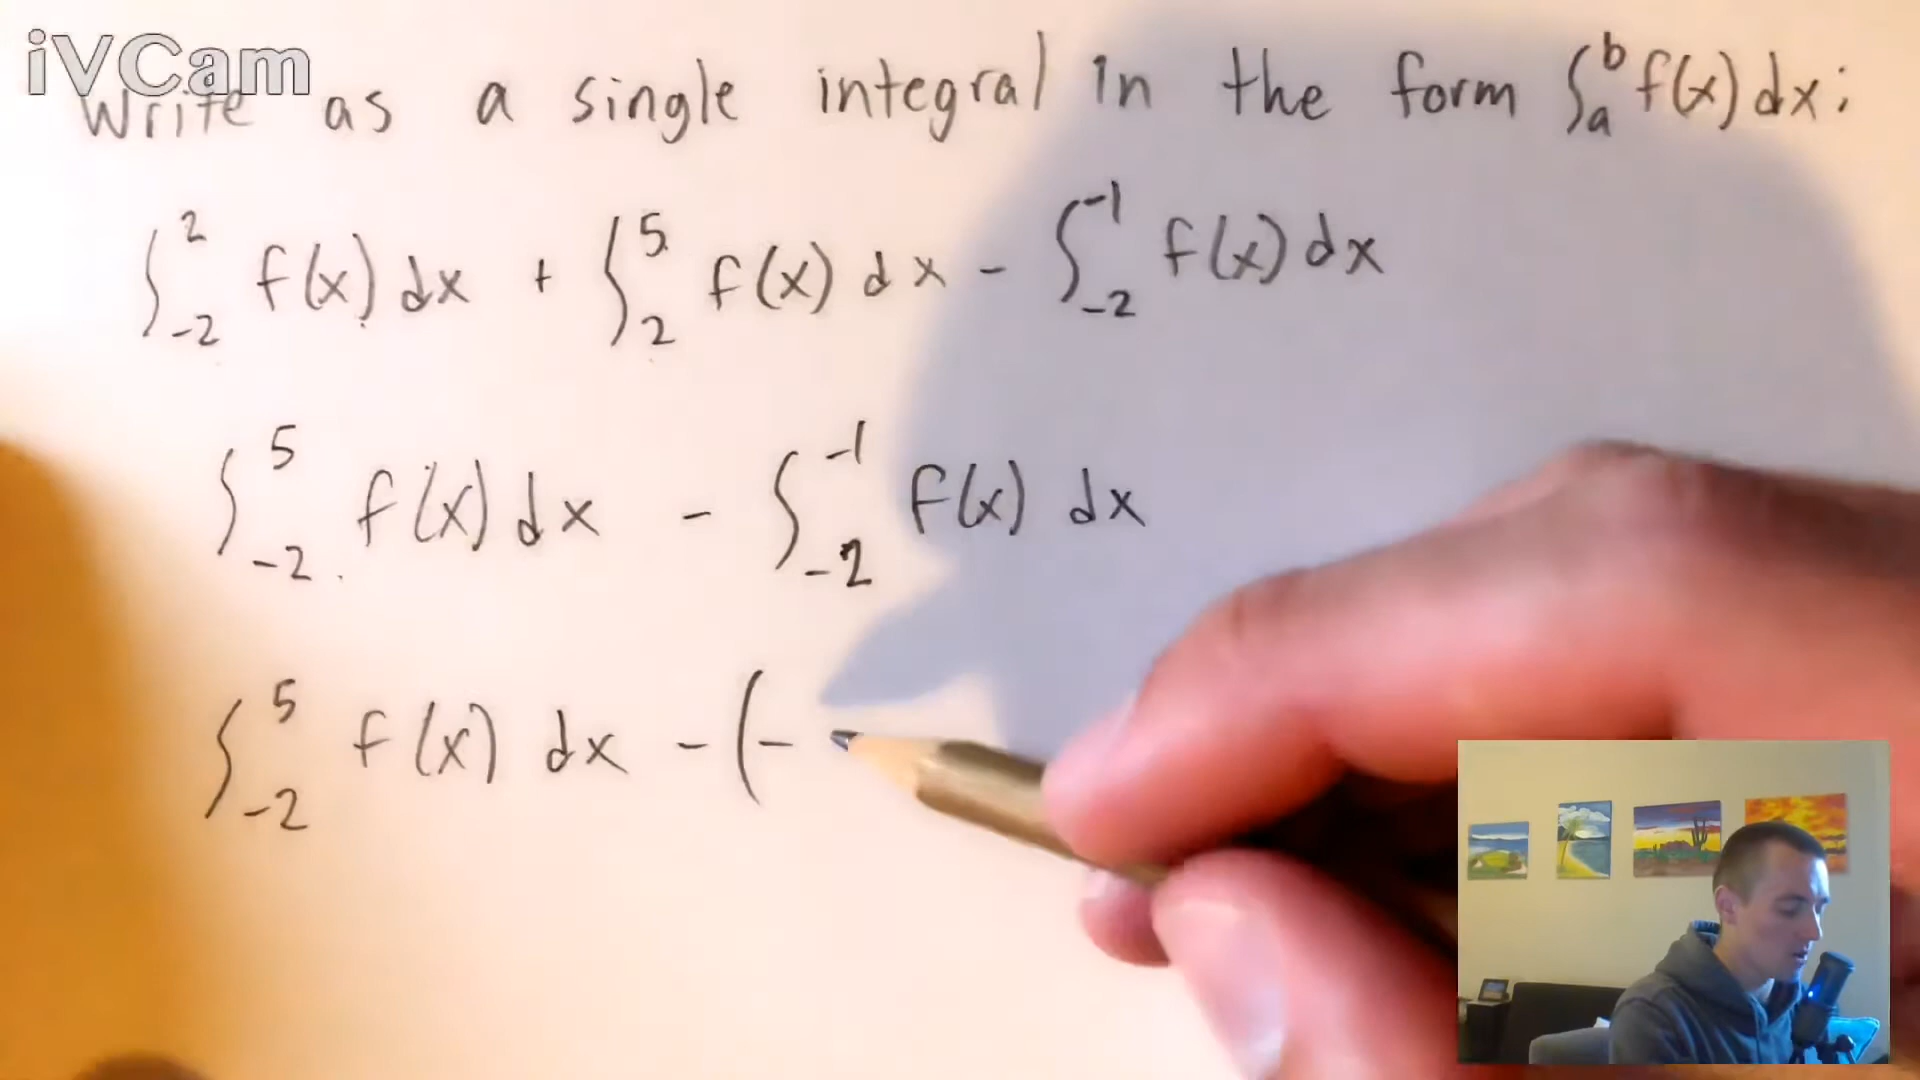 iVCam
Write as a single integral in the form ∫_a^b f(x) dx:
∫_{-2}^{2} f(x) dx + ∫_{2}^{5} f(x) dx - ∫_{-2}^{-1} f(x) dx
∫_{-2}^{5} f(x) dx - ∫_{-2}^{-1} f(x) dx
∫_{-2}^{5} f(x) dx - (-